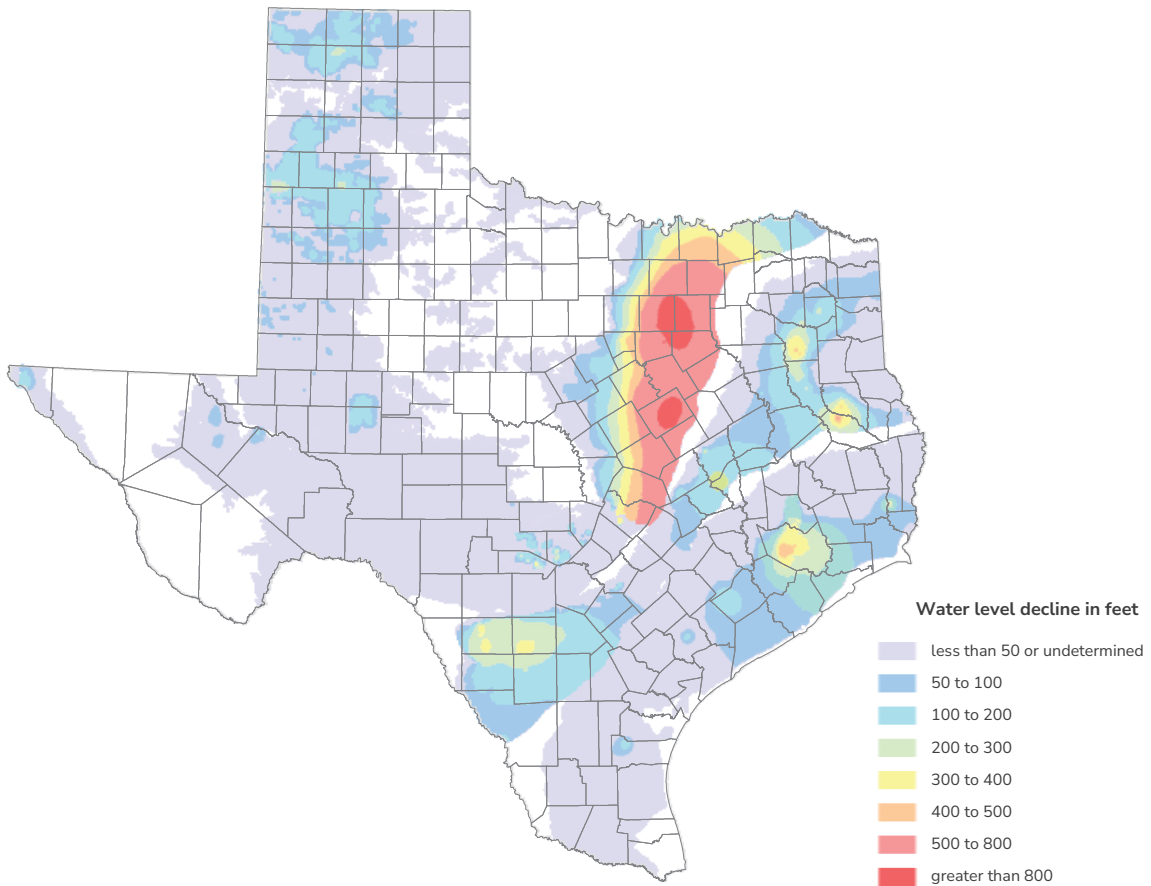 Water level decline in feet
less than 50 or undetermined
50 to 100
100 to 200
200 to 300
300 to 400
400 to 500
500 to 800
greater than 800